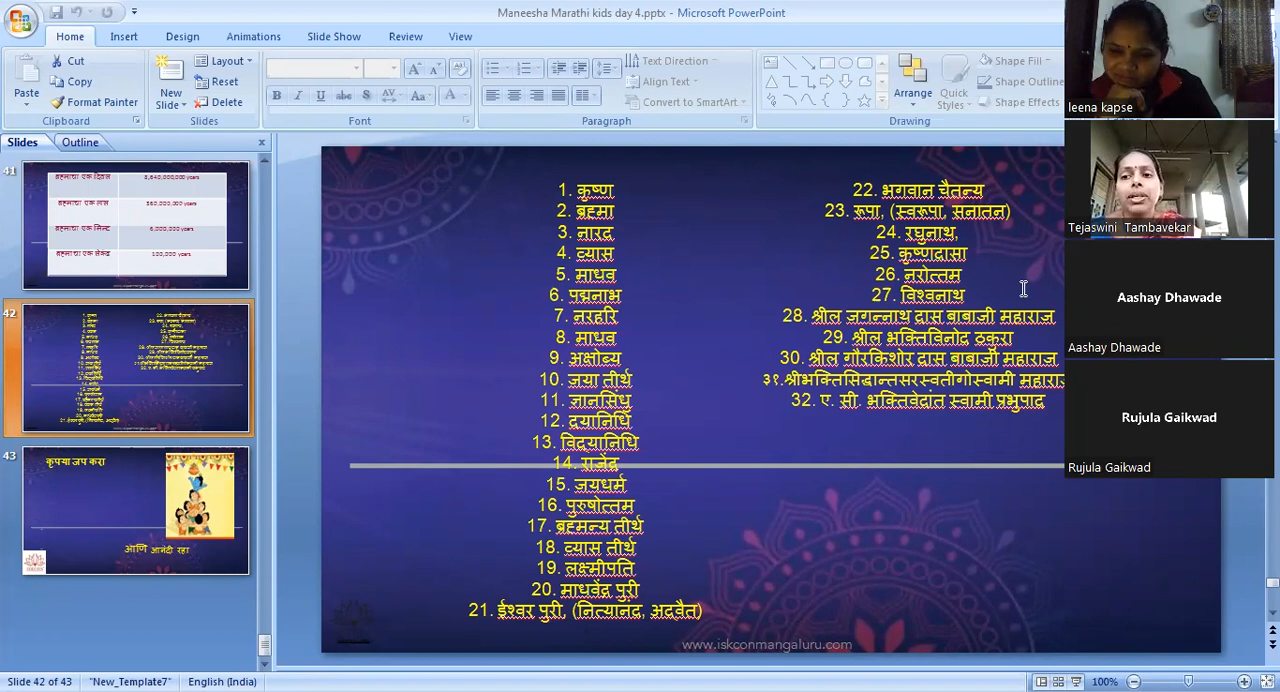 Maneesha Marathi kids day 4.pptx - Microsoft PowerPoint
Home Insert Design Animations Slide Show Review View
Paste
Cut
Copy
Format Painter
Clipboard
New Slide
Layout
Reset
Delete
Slides
B I U abc S AV Aa A
Font
Text Direction
Align Text
Convert to SmartArt
Paragraph
Arrange
Quick Styles
Shape Fill
Shape Outline
Shape Effects
Drawing
Slides Outline
41
ब्रह्माचा एक दिवस
years
42
43
कृपया जप करा
आणि आनंदी रहा
1. कृष्ण
2. ब्रह्मा
3. नारद
4. व्यास
5. माधव
6. पद्मनाभ
7. नरहरि
8. माधव
9. अक्षोब्य
10. जया तीर्थ
11. ज्ञानसिधु
12. दयानिधि
13. विद्यानिधि
14. राजेंद्र
15. जयधर्म
16. पुरुषोत्तम
17. ब्रह्मन्य तीर्थ
18. व्यास तीर्थ
19. लक्ष्मीपति
20. माधवेंद्र पुरी
21. ईश्वर पुरी, (नित्यानंद, अद्वैत)
22. भगवान चैतन्य
23. रूपा, (स्वरूपा, सनातन)
24. रघुनाथ,
25. कृष्णदासा
26. नरोत्तम
27. विश्वनाथ
28. श्रील जगन्नाथ दास बाबाजी महाराज
29. श्रील भक्तिविनोद ठकुरा
30. श्रील गौरकिशोर दास बाबाजी महाराज
३१.श्रीभक्तिसिद्धान्तसरस्वतीगोस्वामी महाराज
32. ए. सी. भक्तिवेदांत स्वामी प्रभुपाद
www.iskconmangaluru.com
leena kapse
Tejaswini Tambavekar
Aashay Dhawade
Aashay Dhawade
Rujula Gaikwad
Rujula Gaikwad
Slide 42 of 43 "New_Template7" English (India) 100%